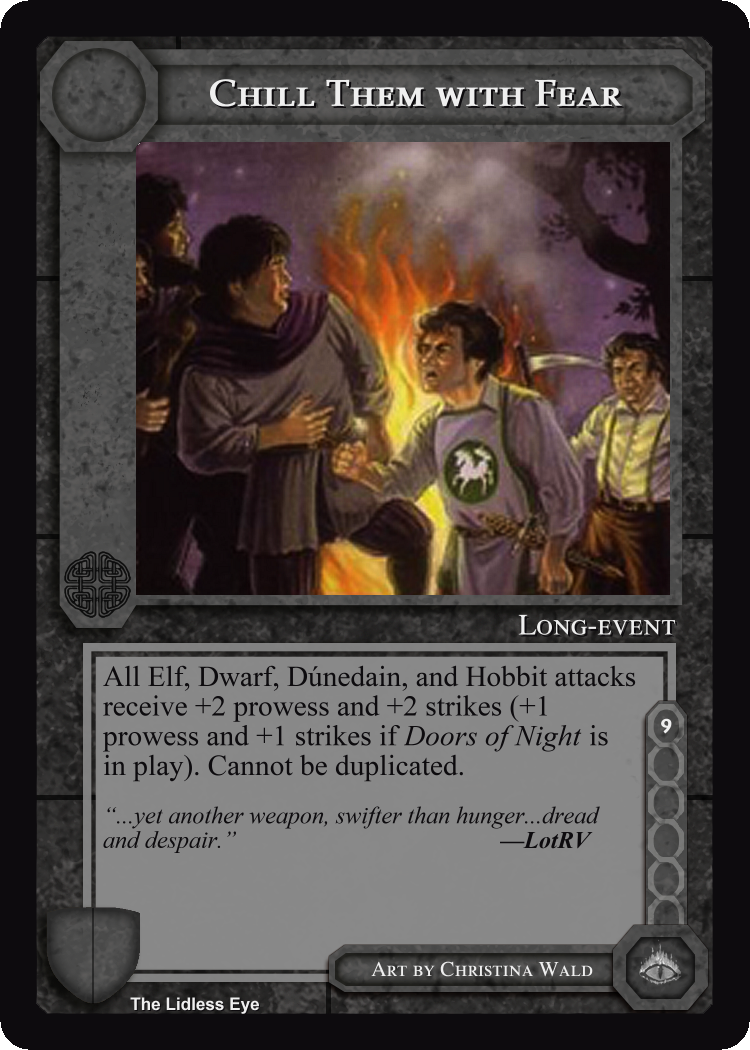 Chill Them with Fear
Long-event
All Elf, Dwarf, Dúnedain, and Hobbit attacks
receive +2 prowess and +2 strikes (+1
prowess and +1 strikes if Doors of Night is
in play). Cannot be duplicated.
9
“...yet another weapon, swifter than hunger...dread
and despair.” —LotRV
Art by Christina Wald
The Lidless Eye